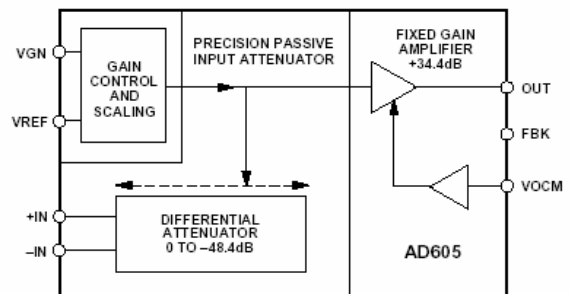 VGN
VREF
GAIN
CONTROL
AND
SCALING
PRECISION PASSIVE
INPUT ATTENUATOR
FIXED GAIN
AMPLIFIER
+34.4dB
OUT
FBK
VOCM
+IN
–IN
DIFFERENTIAL
ATTENUATOR
0 TO –48.4dB
AD605